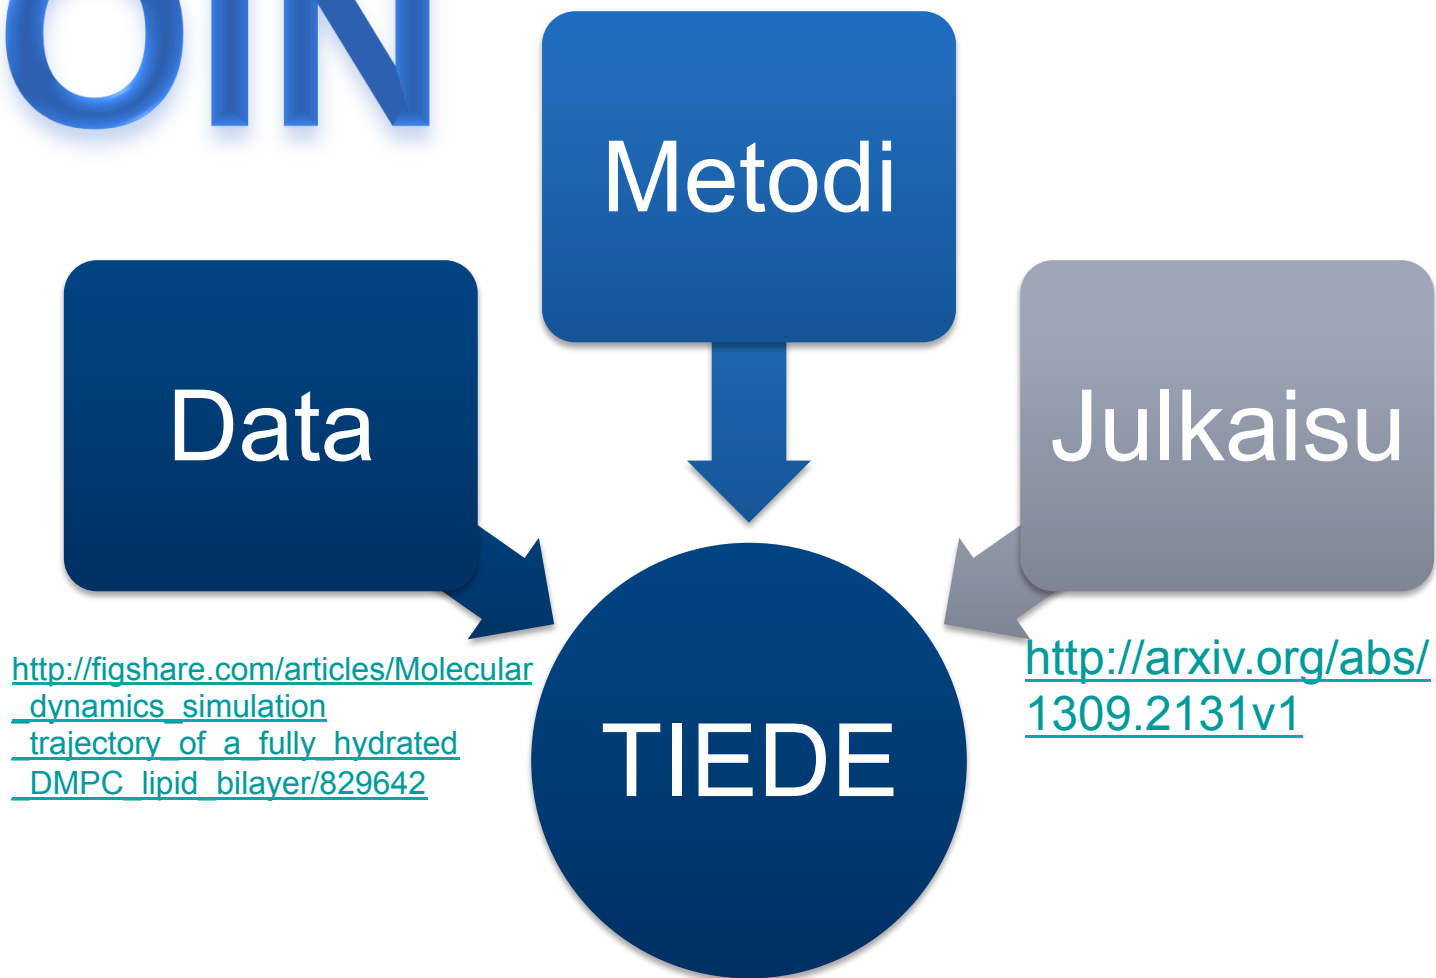 OIN
Metodi
Data
Julkaisu
http://figshare.com/articles/Molecular
_dynamics_simulation
_trajectory_of_a_fully_hydrated
_DMPC_lipid_bilayer/829642
http://arxiv.org/abs/
1309.2131v1
TIEDE